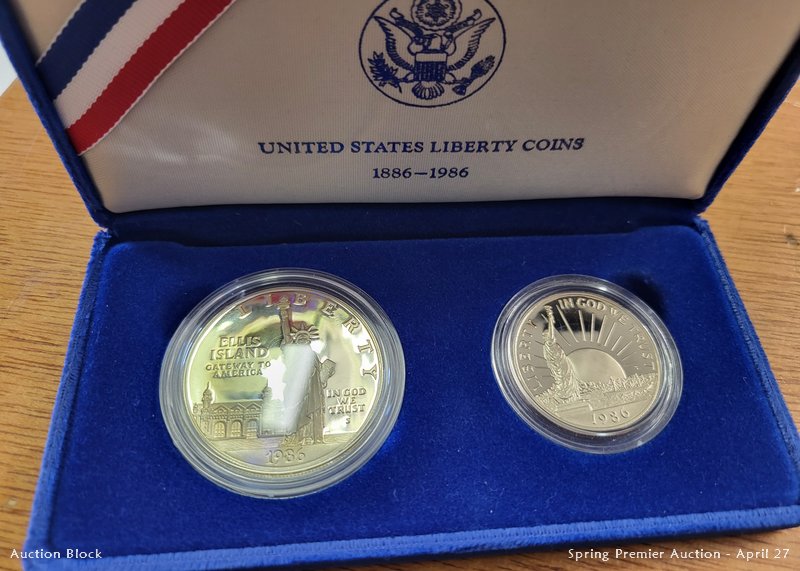 UNITED STATES LIBERTY COINS
1886–1986
LIBERTY
ELLIS
ISLAND
GATEWAY TO
AMERICA
IN GOD
WE
TRUST
S
1986
LIBERTY
IN GOD WE TRUST
1986
Auction Block
Spring Premier Auction - April 27